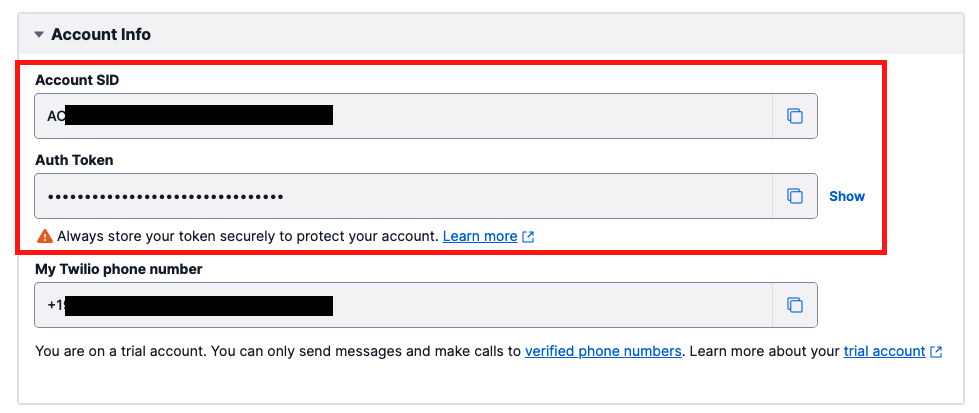 Account Info
Account SID
AC
Auth Token
•••••••••••••••••••••••••••••••
Show
Always store your token securely to protect your account. Learn more
My Twilio phone number
+1
You are on a trial account. You can only send messages and make calls to verified phone numbers. Learn more about your trial account